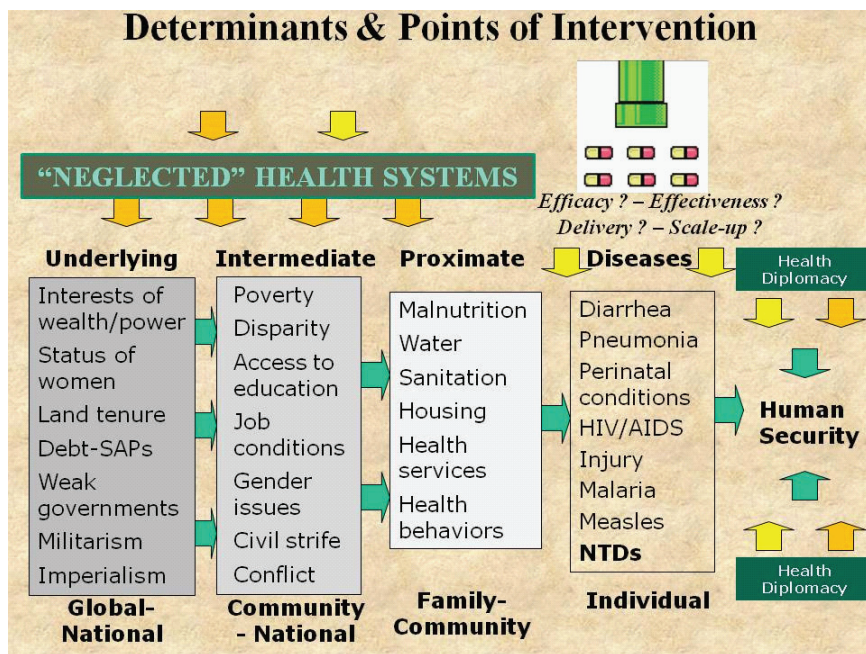 Determinants & Points of Intervention
“NEGLECTED” HEALTH SYSTEMS
Efficacy ? – Effectiveness ?
Delivery ? – Scale-up ?
Underlying
Interests of
wealth/power
Status of
women
Land tenure
Debt-SAPs
Weak
governments
Militarism
Imperialism
Global-
National
Intermediate
Poverty
Disparity
Access to
education
Job
conditions
Gender
issues
Civil strife
Conflict
Community
- National
Proximate
Malnutrition
Water
Sanitation
Housing
Health
services
Health
behaviors
Family-
Community
Diseases
Diarrhea
Pneumonia
Perinatal
conditions
HIV/AIDS
Injury
Malaria
Measles
NTDs
Individual
Health
Diplomacy
Human
Security
Health
Diplomacy